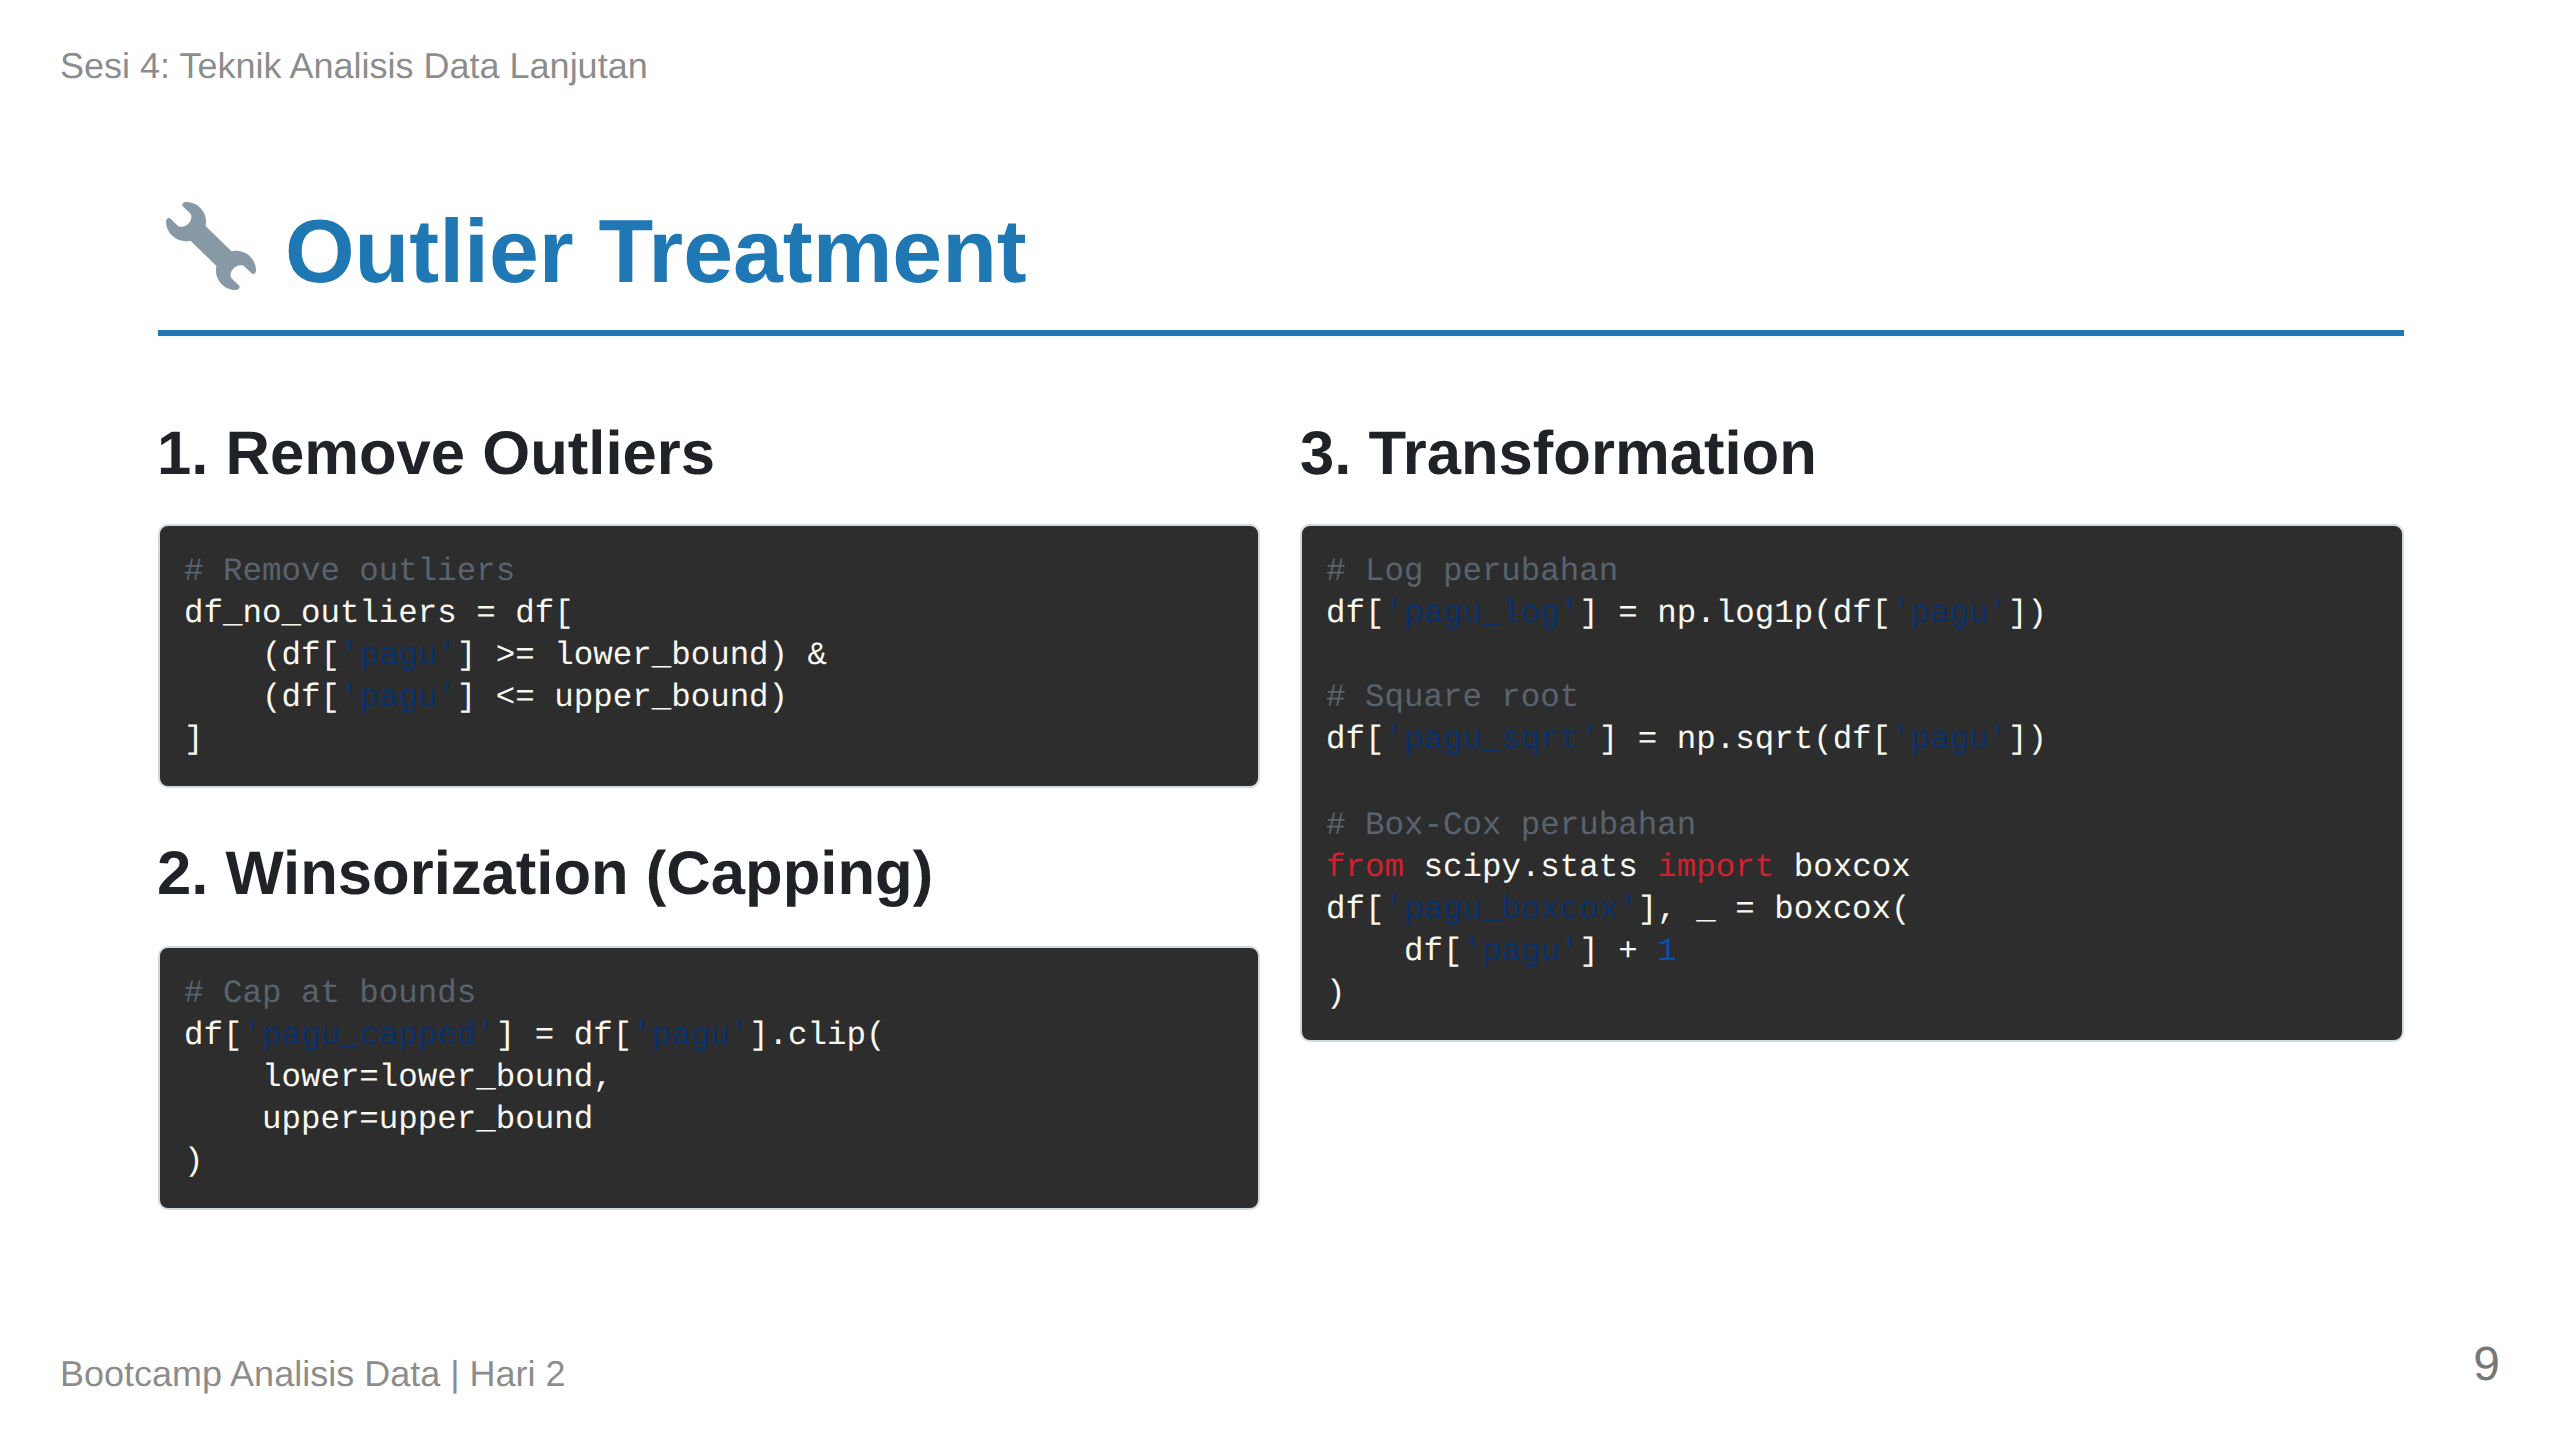 Sesi 4: Teknik Analisis Data Lanjutan
Outlier Treatment
1. Remove Outliers
# Remove outliers
df_no_outliers = df[
    (df['pagu'] >= lower_bound) &
    (df['pagu'] <= upper_bound)
]
2. Winsorization (Capping)
# Cap at bounds
df['pagu_capped'] = df['pagu'].clip(
    lower=lower_bound,
    upper=upper_bound
)
3. Transformation
# Log perubahan
df['pagu_log'] = np.log1p(df['pagu'])
# Square root
df['pagu_sqrt'] = np.sqrt(df['pagu'])
# Box-Cox perubahan
from scipy.stats import boxcox
df['pagu_boxcox'], _ = boxcox(
    df['pagu'] + 1
)
Bootcamp Analisis Data | Hari 2
9